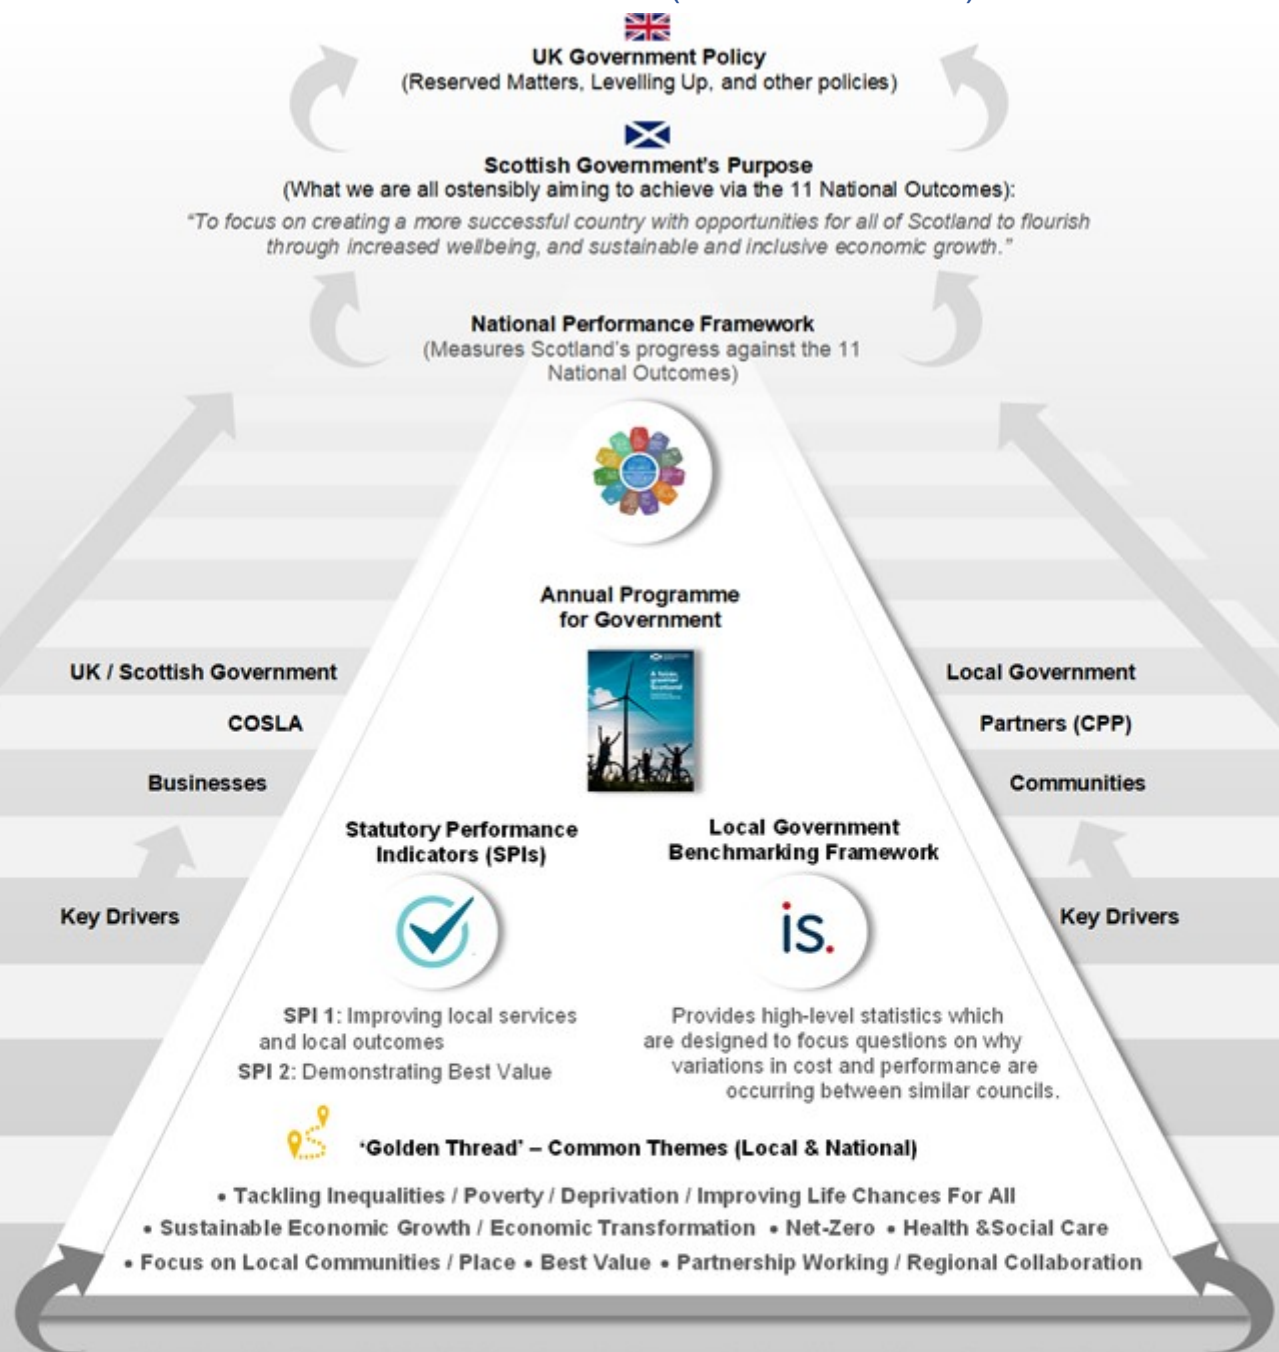 UK Government Policy
(Reserved Matters, Levelling Up, and other policies)
Scottish Government's Purpose
(What we are all ostensibly aiming to achieve via the 11 National Outcomes):
"To focus on creating a more successful country with opportunities for all of Scotland to flourish
through increased wellbeing, and sustainable and inclusive economic growth."
National Performance Framework
(Measures Scotland's progress against the 11
National Outcomes)
Annual Programme
for Government
UK / Scottish Government
COSLA
Businesses
Key Drivers
Local Government
Partners (CPP)
Communities
Key Drivers
Statutory Performance
Indicators (SPIs)
SPI 1: Improving local services
and local outcomes
SPI 2: Demonstrating Best Value
Local Government
Benchmarking Framework
is.
Provides high-level statistics which
are designed to focus questions on why
variations in cost and performance are
occurring between similar councils.
'Golden Thread' – Common Themes (Local & National)
• Tackling Inequalities / Poverty / Deprivation / Improving Life Chances For All
• Sustainable Economic Growth / Economic Transformation • Net-Zero • Health &Social Care
• Focus on Local Communities / Place • Best Value • Partnership Working / Regional Collaboration